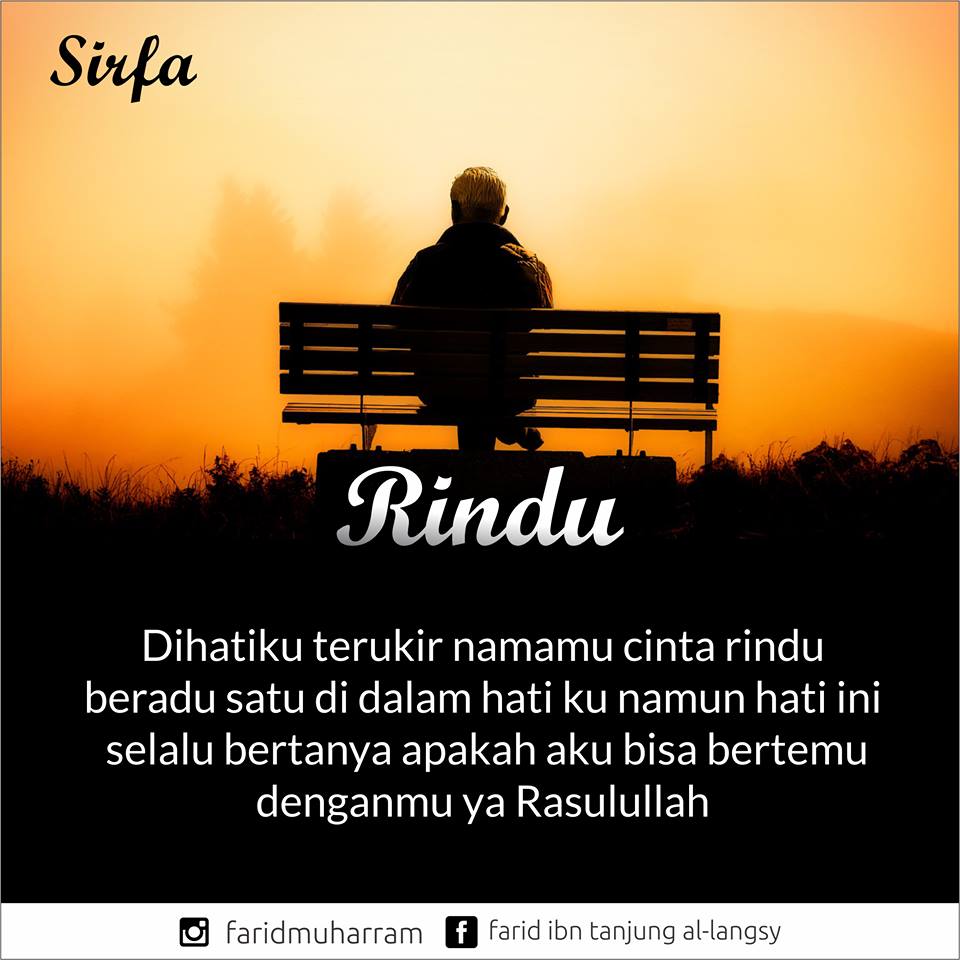 Sirfa
Rindu
Dihatiku terukir namamu cinta rindu
beradu satu di dalam hati ku namun hati ini
selalu bertanya apakah aku bisa bertemu
denganmu ya Rasulullah
faridmuharram farid ibn tanjung al-langsy